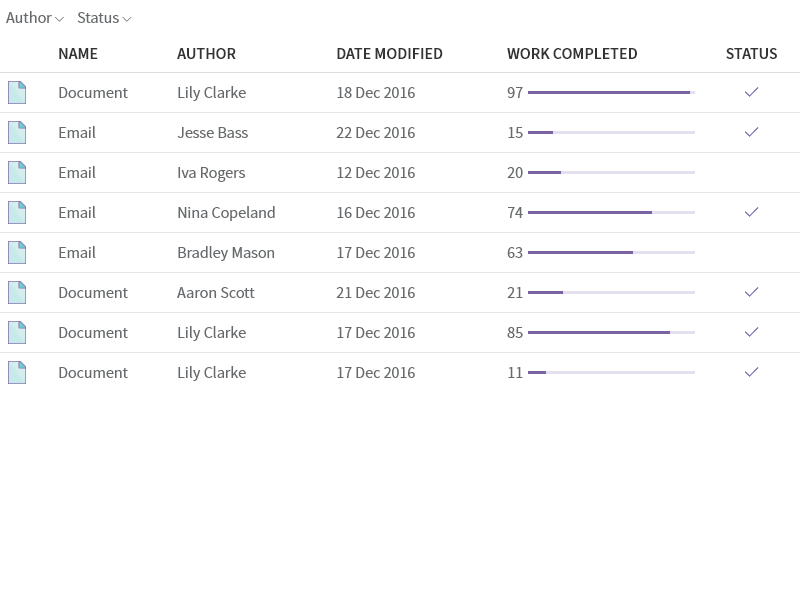 Author Status
NAME AUTHOR DATE MODIFIED WORK COMPLETED STATUS
Document Lily Clarke 18 Dec 2016 97
Email Jesse Bass 22 Dec 2016 15
Email Iva Rogers 12 Dec 2016 20
Email Nina Copeland 16 Dec 2016 74
Email Bradley Mason 17 Dec 2016 63
Document Aaron Scott 21 Dec 2016 21
Document Lily Clarke 17 Dec 2016 85
Document Lily Clarke 17 Dec 2016 11